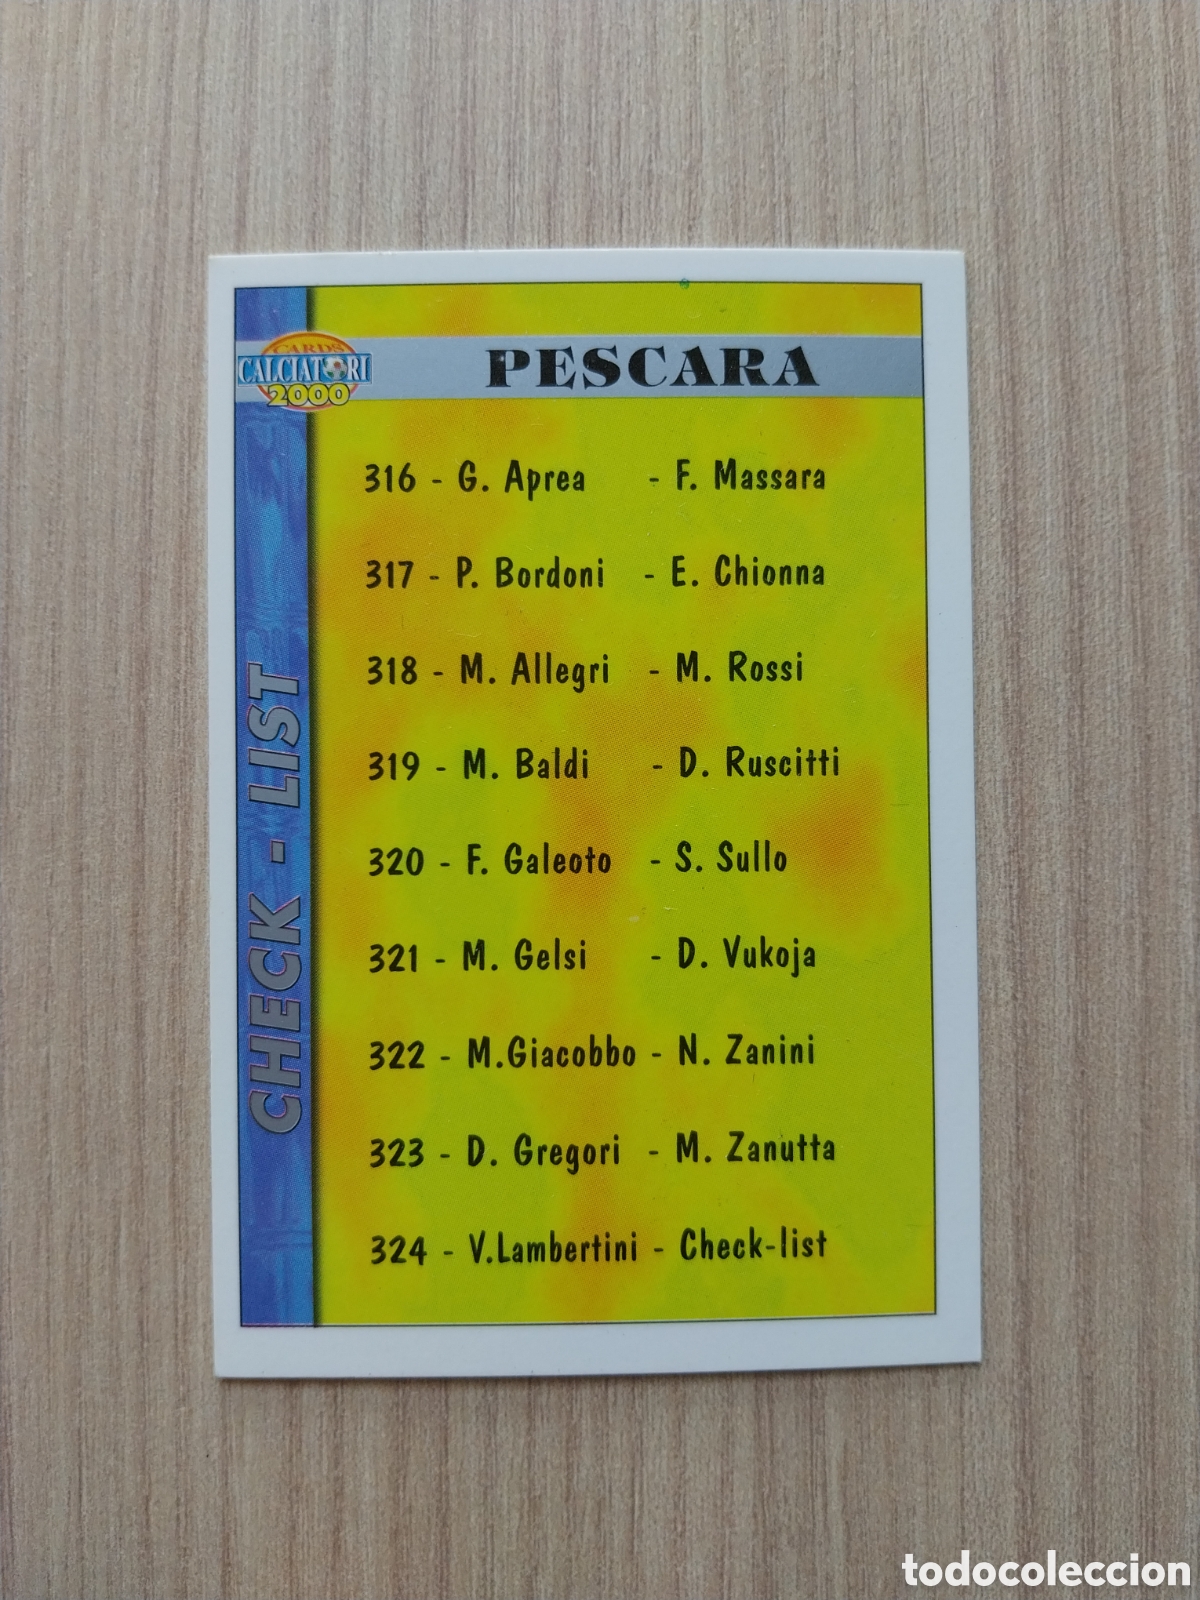 CARDS
CALCIATORI
2000
PESCARA
CHECK - LIST
316 - G. Aprea - F. Massara
317 - P. Bordoni - E. Chionna
318 - M. Allegri - M. Rossi
319 - M. Baldi - D. Ruscitti
320 - F. Galeoto - S. Sullo
321 - M. Gelsi - D. Vukoja
322 - M.Giacobbo - N. Zanini
323 - D. Gregori - M. Zanutta
324 - V.Lambertini - Check-list
todocoleccion